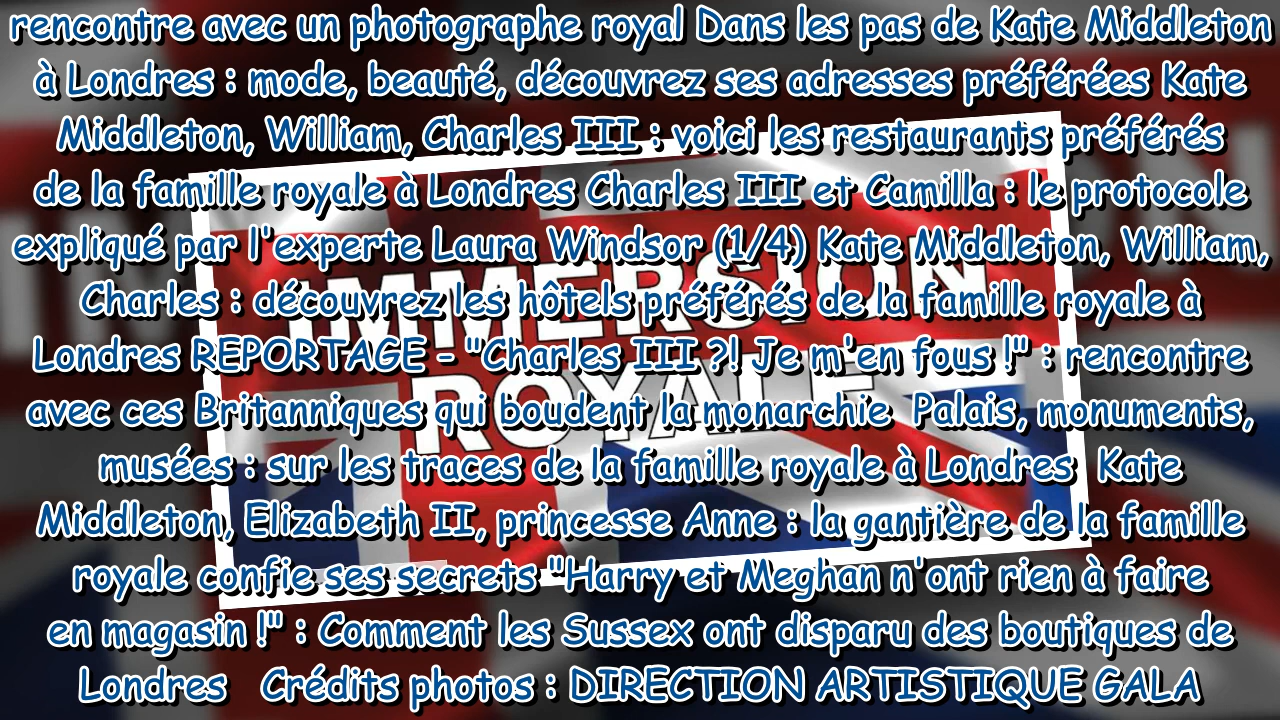 rencontre avec un photographe royal Dans les pas de Kate Middleton
à Londres : mode, beauté, découvrez ses adresses préférées Kate
Middleton, William, Charles III : voici les restaurants préférés
de la famille royale à Londres Charles III et Camilla : le protocole
expliqué par l'experte Laura Windsor (1/4) Kate Middleton, William,
Charles : découvrez les hôtels préférés de la famille royale à
Londres REPORTAGE - "Charles III ?! Je m'en fous !" : rencontre
avec ces Britanniques qui boudent la monarchie  Palais, monuments,
musées : sur les traces de la famille royale à Londres  Kate
Middleton, Elizabeth II, princesse Anne : la gantière de la famille
royale confie ses secrets "Harry et Meghan n'ont rien à faire
en magasin !" : Comment les Sussex ont disparu des boutiques de
Londres   Crédits photos : DIRECTION ARTISTIQUE GALA
IMMERSION
ROYALE